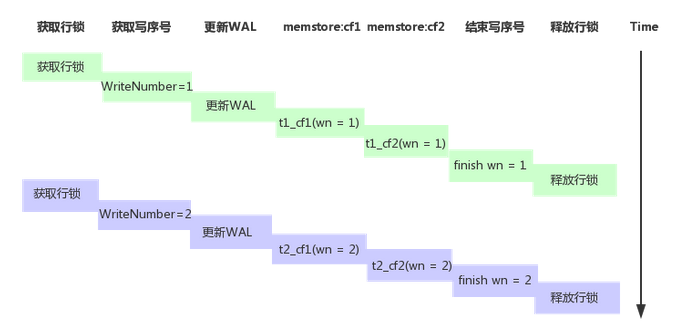 获取行锁 获取写序号 更新WAL memstore:cf1 memstore:cf2 结束写序号 释放行锁 Time
获取行锁
WriteNumber=1
更新WAL
t1_cf1(wn = 1)
t1_cf2(wn = 1)
finish wn = 1
释放行锁
获取行锁
WriteNumber=2
更新WAL
t2_cf1(wn = 2)
t2_cf2(wn = 2)
finish wn = 2
释放行锁